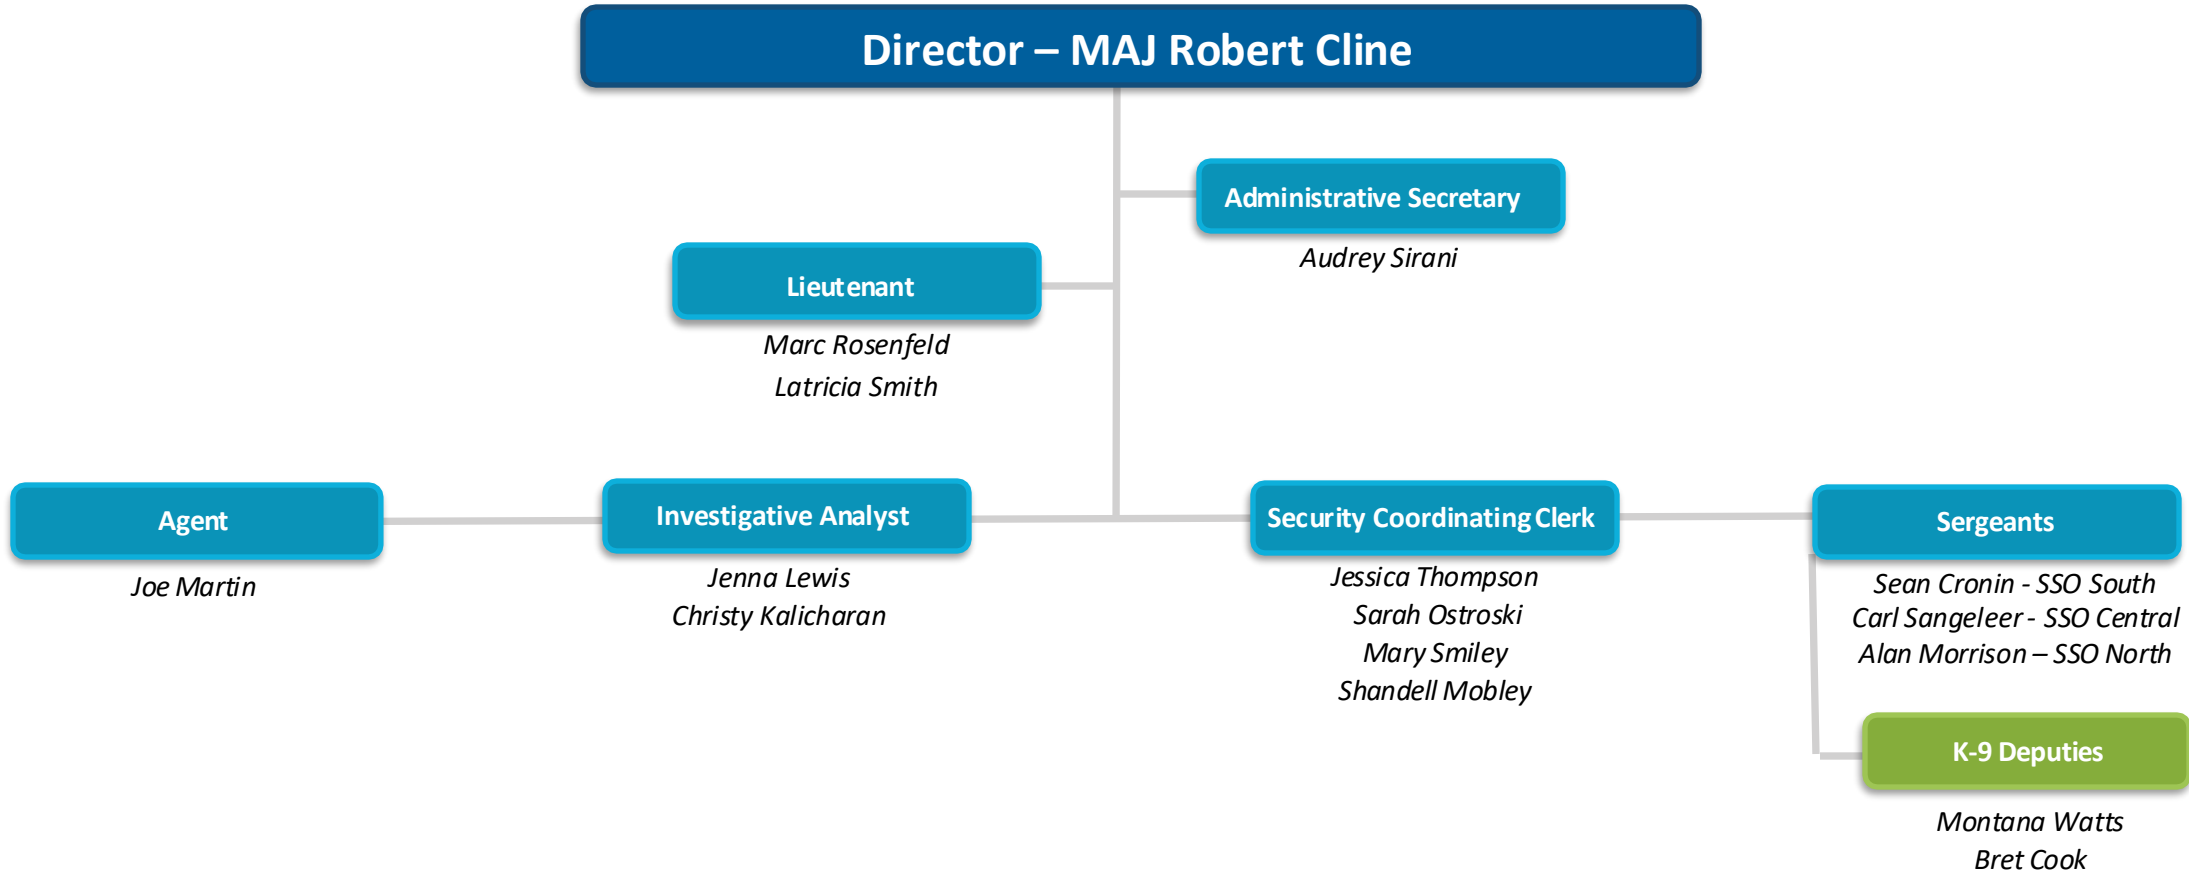 Director – MAJ Robert Cline
Administrative Secretary
Audrey Sirani
Lieutenant
Marc Rosenfeld
Latricia Smith
Agent
Joe Martin
Investigative Analyst
Jenna Lewis
Christy Kalicharan
Security Coordinating Clerk
Jessica Thompson
Sarah Ostroski
Mary Smiley
Shandell Mobley
Sergeants
Sean Cronin - SSO South
Carl Sangeleer - SSO Central
Alan Morrison – SSO North
K-9 Deputies
Montana Watts
Bret Cook